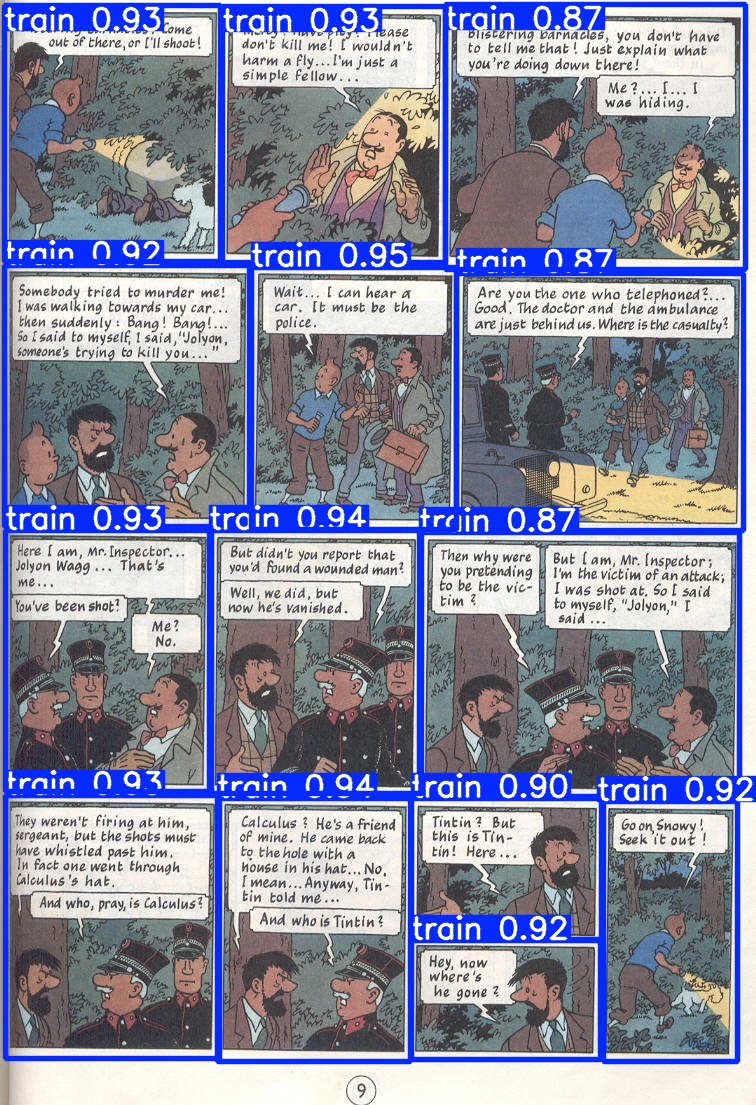 train 0.93
Come
out of there, or I'll shoot!
train 0.93
Mercy! Have pity! Please
don't kill me! I wouldn't
harm a fly... I'm just a
simple fellow...
train 0.87
Blistering barnacles, you don't have
to tell me that! Just explain what
you're doing down there!
Me?... I... I
was hiding.
train 0.92
Somebody tried to murder me!
I was walking towards my car...
then suddenly: Bang! Bang!...
So I said to myself, I said, "Jolyon,
someone's trying to kill you..."
train 0.95
Wait... I can hear a
car. It must be the
police.
train 0.87
Are you the one who telephoned?...
Good. The doctor and the ambulance
are just behind us. Where is the casualty?
train 0.93
Here I am, Mr. Inspector...
Jolyon Wagg ... That's
me...
You've been shot?
Me?
No.
train 0.94
But didn't you report that
you'd found a wounded man?
Well, we did, but
now he's vanished.
train 0.87
Then why were
you pretending
to be the vic-
tim ?
But I am, Mr. Inspector;
I'm the victim of an attack;
I was shot at. So I said
to myself, "Jolyon," I
said ...
train 0.93
They weren't firing at him,
sergeant, but the shots must
have whistled past him.
In fact one went through
Calculus's hat.
And who, pray, is Calculus?
train 0.94
Calculus ? He's a friend
of mine. He came back
to the hole with a
house in his hat... No,
I mean... Anyway, Tin-
tin told me...
And who is Tintin?
train 0.90
Tintin ? But
this is Tin-
tin! Here ...
train 0.92
Hey, now
where's
he gone ?
train 0.92
Go on, Snowy!
Seek it out !
9